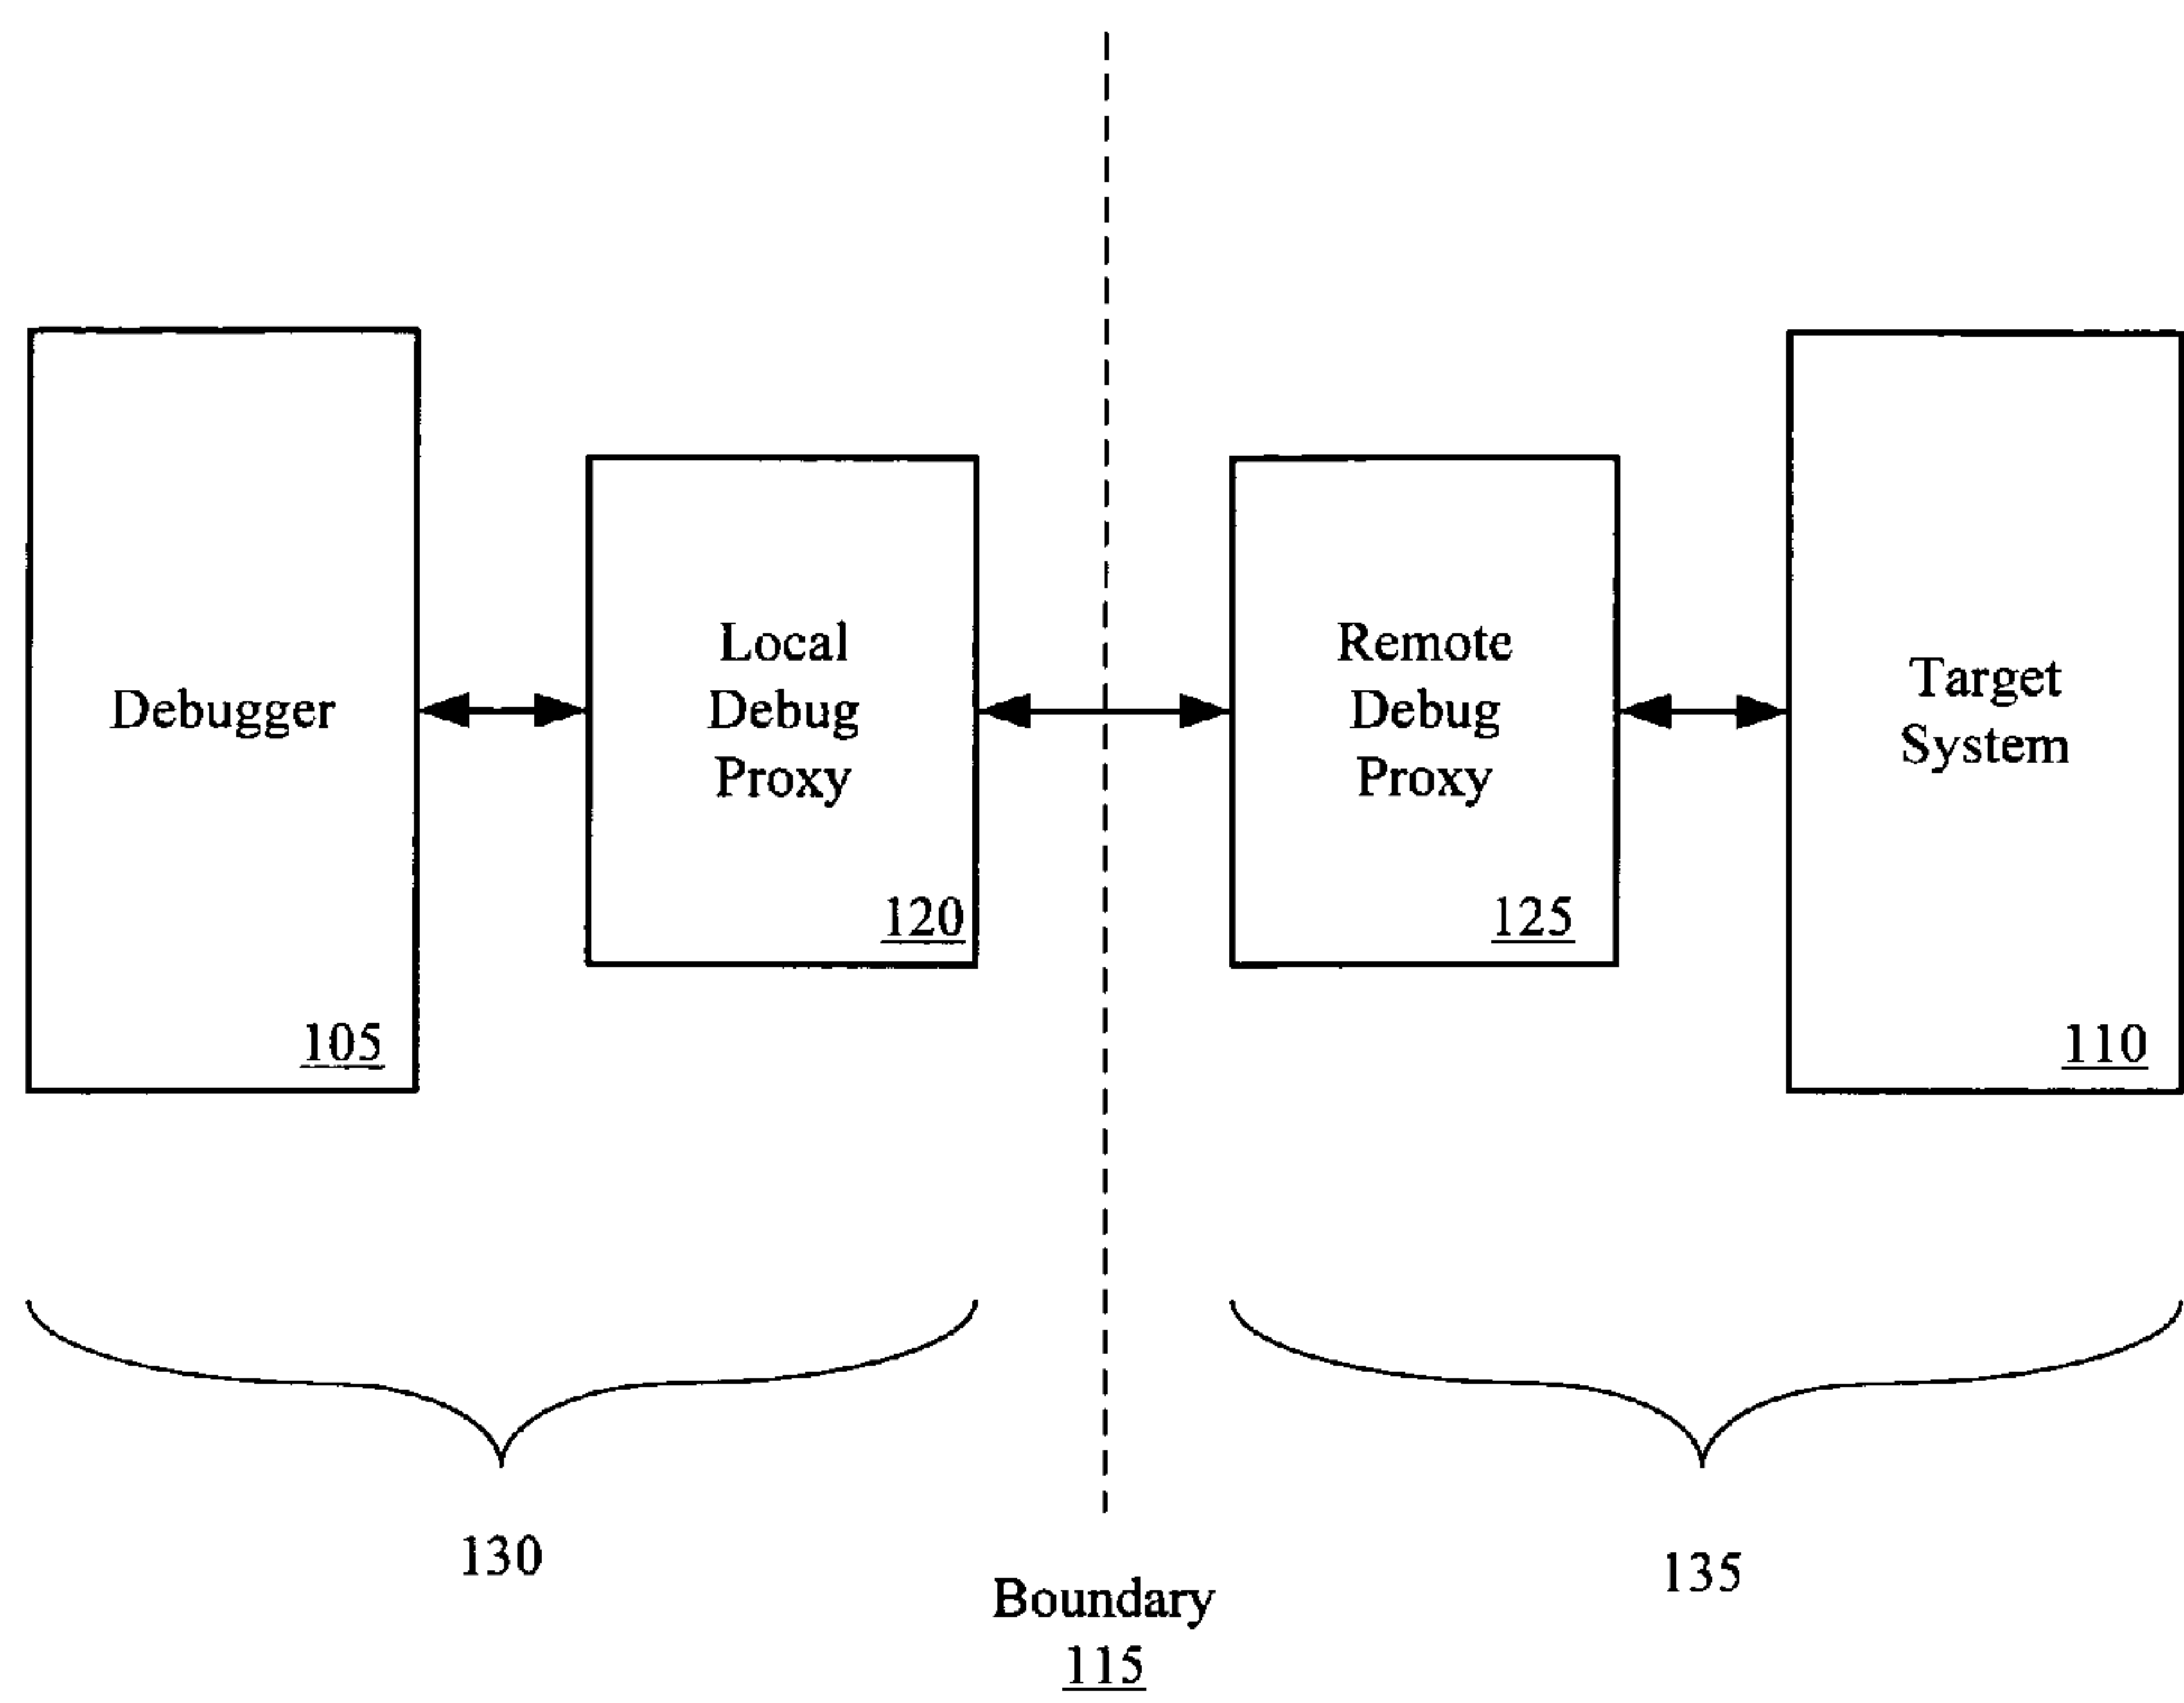 Debugger
105
Local
Debug
Proxy
120
Remote
Debug
Proxy
125
Target
System
110
130
Boundary
115
135